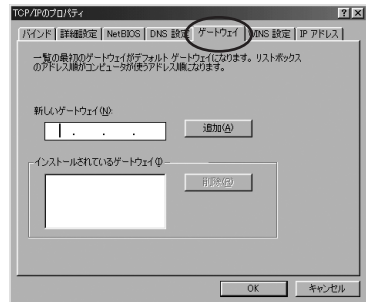 TCP/IPのプロパティ
バインド 詳細設定 NetBIOS DNS 設定 ゲートウェイ WINS 設定 IP アドレス
一覧の最初のゲートウェイがデフォルト ゲートウェイになります。リストボックス
のアドレス順がコンピュータが使うアドレス順になります。
新しいゲートウェイ(N):
追加(A)
インストールされているゲートウェイ(I)
削除(R)
OK キャンセル